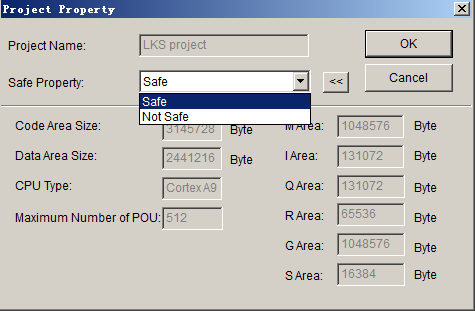 Project Property
Project Name: LKS project OK
Safe Property: Safe << Cancel
Safe
Not Safe
Code Area Size: 3145728 Byte M Area: 1048576 Byte
Data Area Size: 2441216 Byte I Area: 131072 Byte
CPU Type: Cortex A9 Q Area: 131072 Byte
Maximum Number of POU: 512 R Area: 65536 Byte
G Area: 1048576 Byte
S Area: 16384 Byte